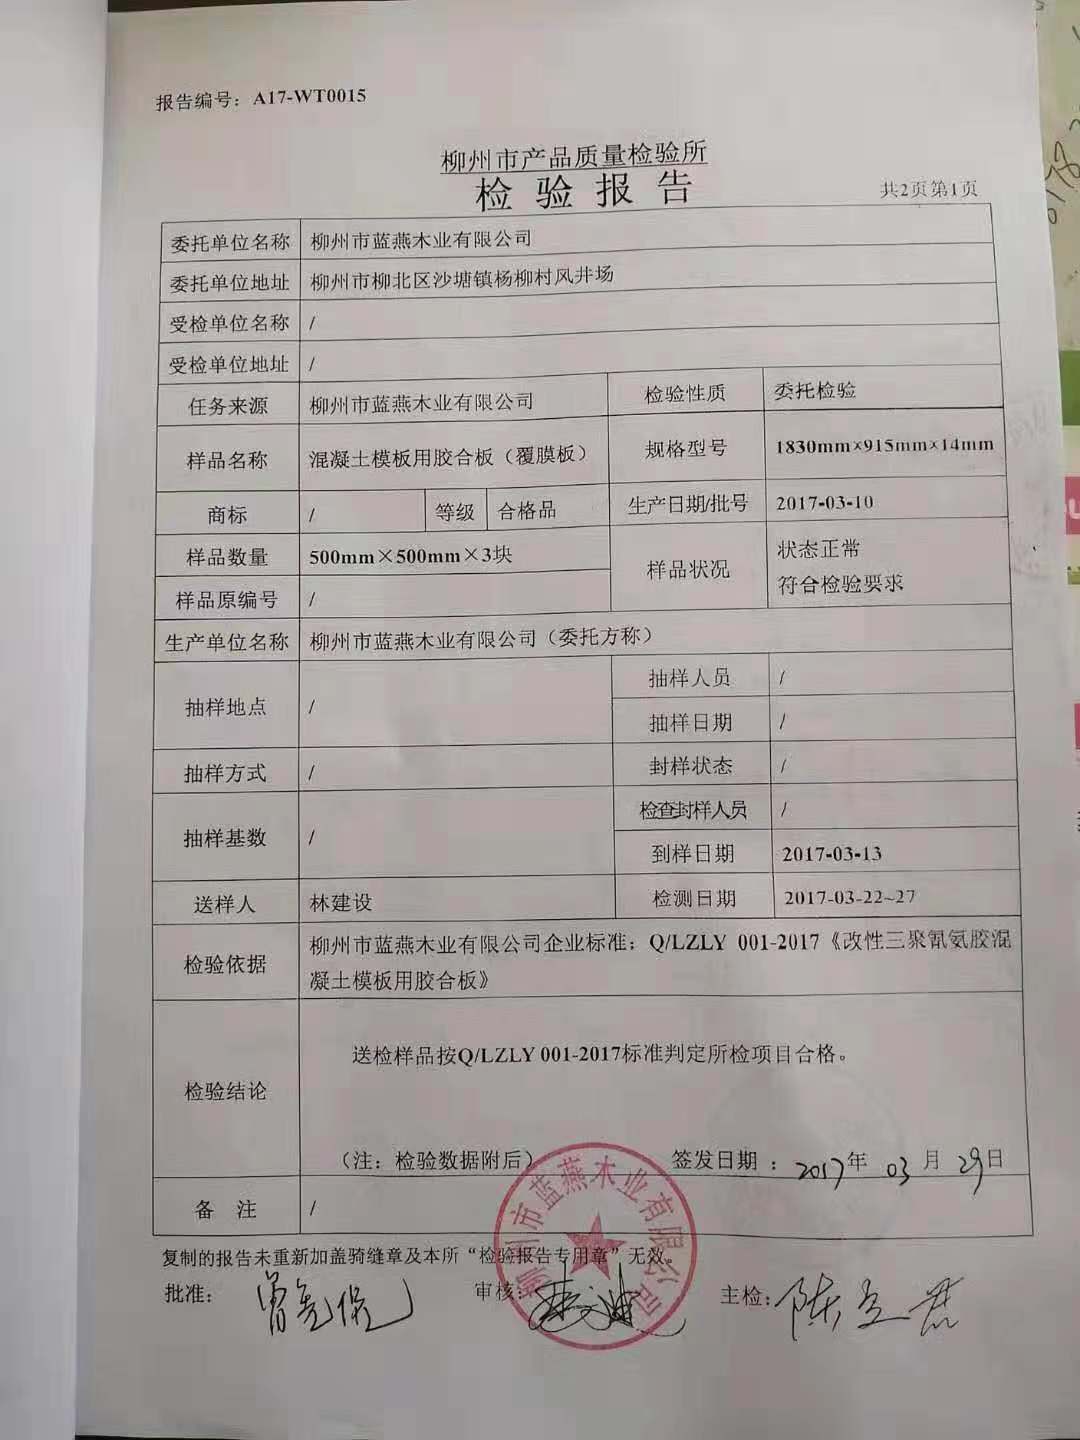 报告编号：A17-WT0015
柳州市产品质量检验所
检验报告
共2页第1页
委托单位名称 柳州市蓝燕木业有限公司
委托单位地址 柳州市柳北区沙塘镇杨柳村风井场
受检单位名称 /
受检单位地址 /
任务来源 柳州市蓝燕木业有限公司 检验性质 委托检验
样品名称 混凝土模板用胶合板（覆膜板） 规格型号 1830mm×915mm×14mm
商标 / 等级 合格品 生产日期/批号 2017-03-10
样品数量 500mm×500mm×3块 样品状况 状态正常
符合检验要求
样品原编号 /
生产单位名称 柳州市蓝燕木业有限公司（委托方称）
抽样地点 / 抽样人员 /
抽样日期 /
抽样方式 / 封样状态 /
抽样基数 / 检查封样人员 /
到样日期 2017-03-13
送样人 林建设 检测日期 2017-03-22~27
检验依据 柳州市蓝燕木业有限公司企业标准：Q/LZLY 001-2017《改性三聚氰氨胶混
凝土模板用胶合板》
检验结论 送检样品按Q/LZLY 001-2017标准判定所检项目合格。
（注：检验数据附后） 签发日期：2017年03月29日
备 注 /
复制的报告未重新加盖骑缝章及本所“检验报告专用章”无效。
批准： 审核： 主检：
柳州市蓝燕木业有限公司